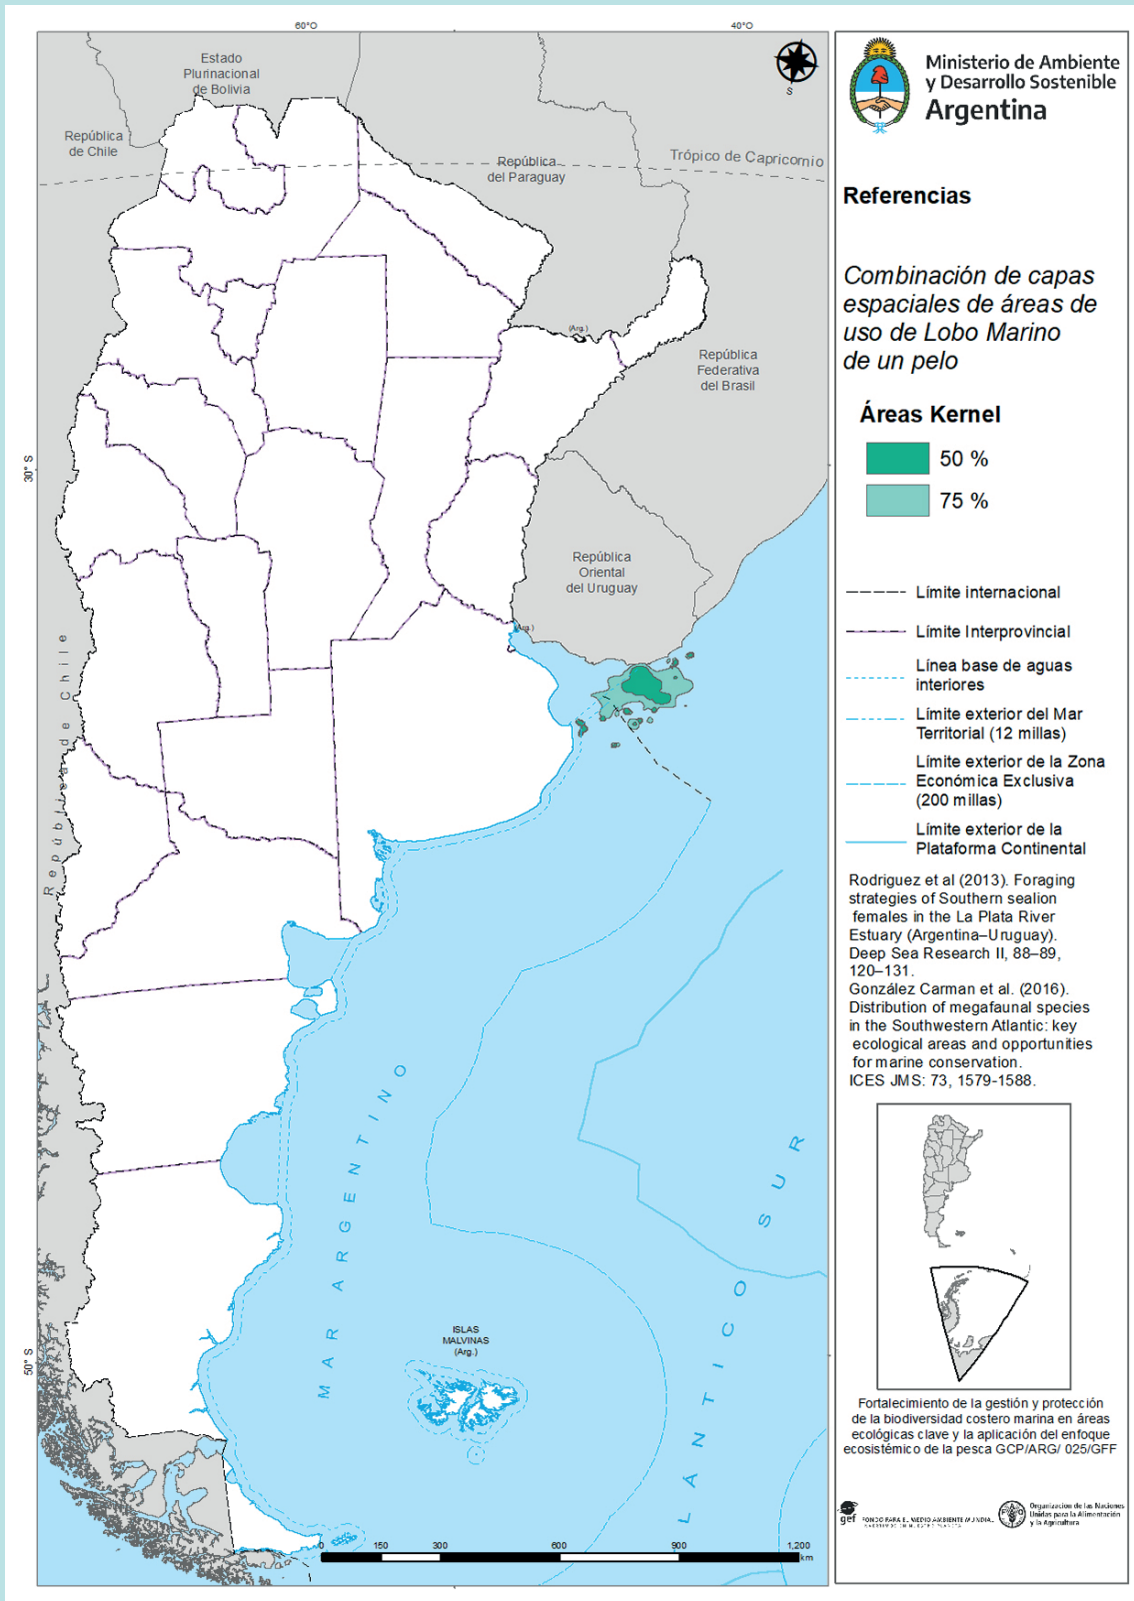 60°O
40°O
Estado
Plurinacional
de Bolivia
República
de Chile
República
del Paraguay
Trópico de Capricornio
S
(Arg.)
República
Federativa
del Brasil
30° S
República
Oriental
del Uruguay
(Arg.)
República de Chile
MAR ARGENTINO
SUR
LÁNTICO
ISLAS
MALVINAS
(Arg.)
50° S
0 150 300 600 900 1,200
km
Ministerio de Ambiente
y Desarrollo Sostenible
Argentina
Referencias
Combinación de capas
espaciales de áreas de
uso de Lobo Marino
de un pelo
Áreas Kernel
50 %
75 %
Límite internacional
Límite Interprovincial
Línea base de aguas
interiores
Límite exterior del Mar
Territorial (12 millas)
Límite exterior de la Zona
Económica Exclusiva
(200 millas)
Límite exterior de la
Plataforma Continental
Rodriguez et al (2013). Foraging
strategies of Southern sealion
females in the La Plata River
Estuary (Argentina–Uruguay).
Deep Sea Research II, 88–89,
120–131.
González Carman et al. (2016).
Distribution of megafaunal species
in the Southwestern Atlantic: key
ecological areas and opportunities
for marine conservation.
ICES JMS: 73, 1579-1588.
Fortalecimiento de la gestión y protección
de la biodiversidad costero marina en áreas
ecológicas clave y la aplicación del enfoque
ecosistémico de la pesca GCP/ARG/ 025/GFF
gef
FONDO PARA EL MEDIO AMBIENTE MUNDIAL
Organización de las Naciones
Unidas para la Alimentación
y la Agricultura